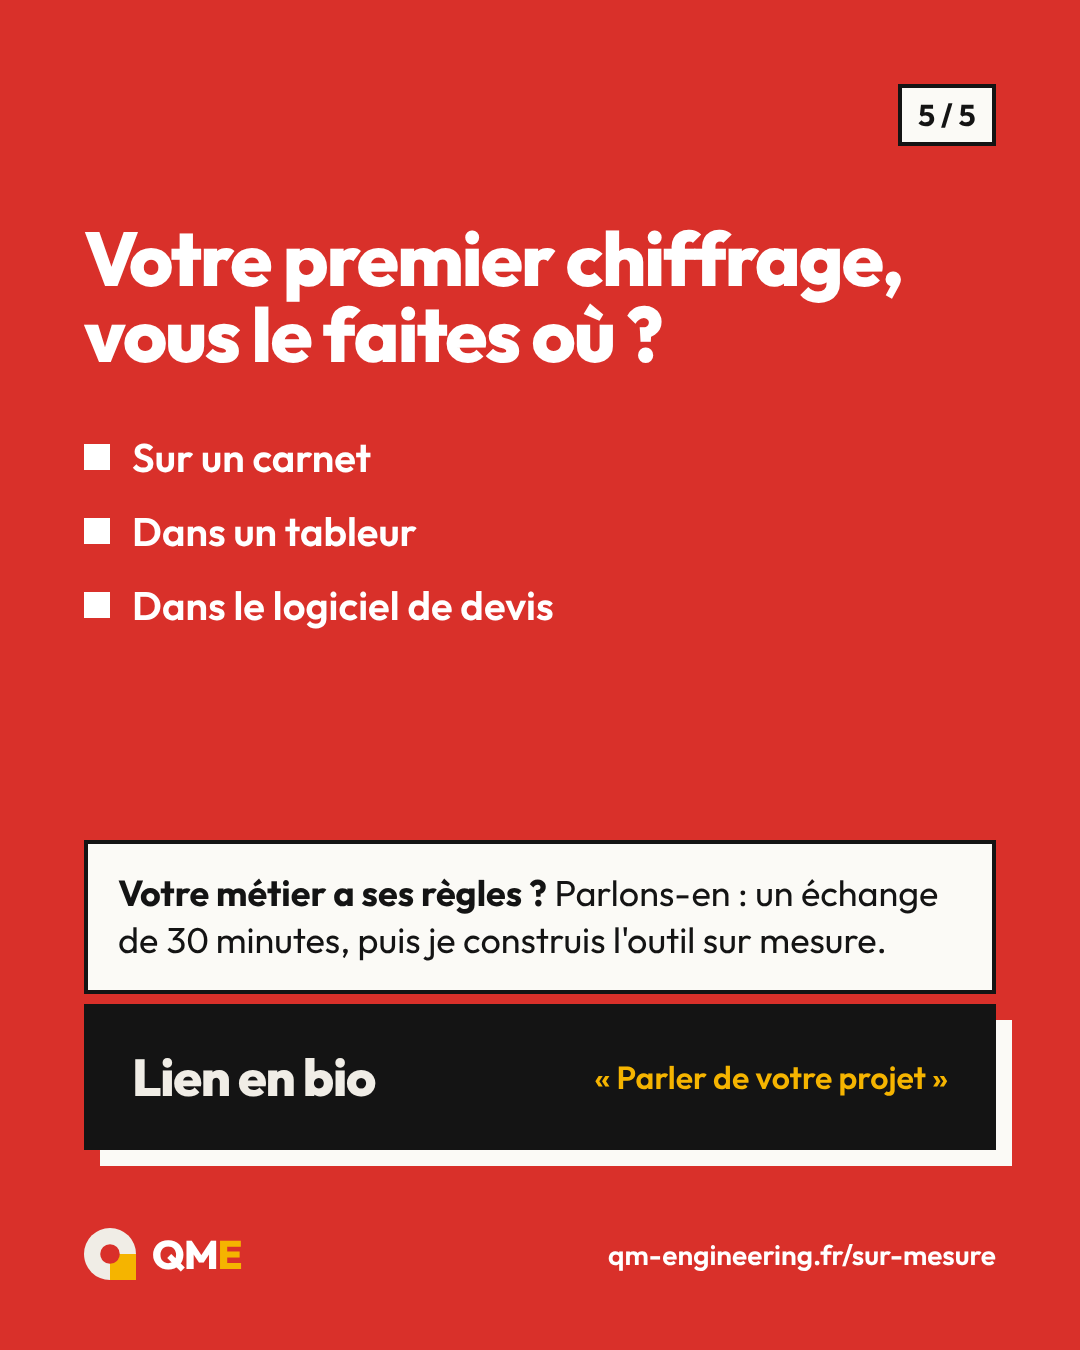 5 / 5
Votre premier chiffrage,
vous le faites où ?
Sur un carnet
Dans un tableur
Dans le logiciel de devis
Votre métier a ses règles ? Parlons-en : un échange
de 30 minutes, puis je construis l'outil sur mesure.
Lien en bio
« Parler de votre projet »
QME
qm-engineering.fr/sur-mesure